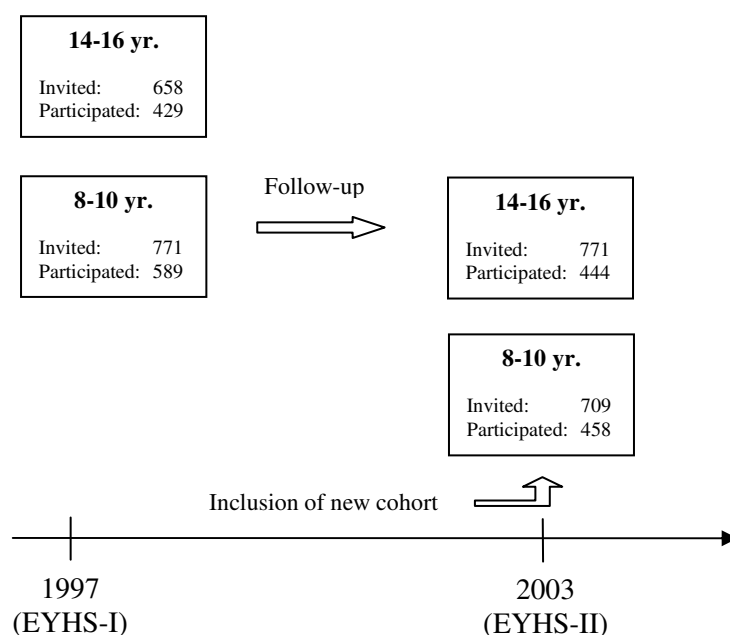 14-16 yr.
Invited: 658
Participated: 429
8-10 yr.
Invited: 771
Participated: 589
Follow-up
14-16 yr.
Invited: 771
Participated: 444
8-10 yr.
Invited: 709
Participated: 458
Inclusion of new cohort
1997
(EYHS-I)
2003
(EYHS-II)